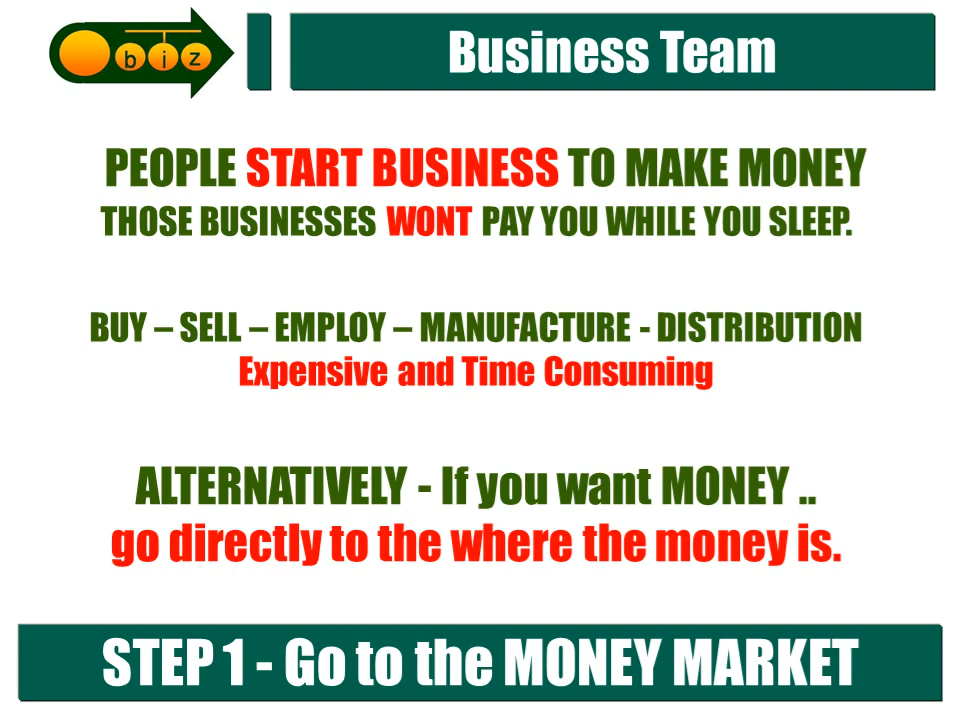 b i z
Business Team
PEOPLE START BUSINESS TO MAKE MONEY
THOSE BUSINESSES WONT PAY YOU WHILE YOU SLEEP.
BUY – SELL – EMPLOY – MANUFACTURE - DISTRIBUTION
Expensive and Time Consuming
ALTERNATIVELY - If you want MONEY ..
go directly to the where the money is.
STEP 1 - Go to the MONEY MARKET